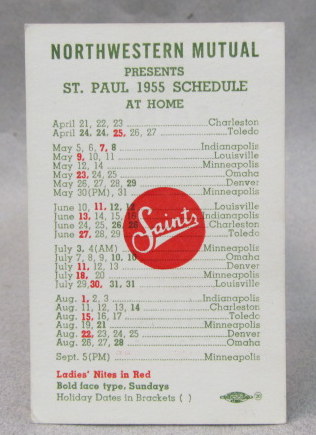 NORTHWESTERN MUTUAL
PRESENTS
ST. PAUL 1955 SCHEDULE
AT HOME
April 21, 22, 23 Charleston
April 24, 24, 25, 26, 27 Toledo
May 5, 6, 7, 8 Indianapolis
May 9, 10, 11 Louisville
May 12, 14 Minneapolis
May 23, 24, 25 Omaha
May 26, 27, 28, 29 Denver
May 30(PM), 31 Minneapolis
June 10, 11, 12, 12 Louisville
June 13, 14, 15, 16 Indianapolis
June 24, 25, 26, 26 Charleston
June 27, 28, 29 Toledo
Saints
July 3, 4(AM) Minneapolis
July 7, 8, 9, 10, 10 Omaha
July 11, 12, 13 Denver
July 18, 20 Minneapolis
July 29, 30, 31, 31 Louisville
Aug. 1, 2, 3 Indianapolis
Aug. 11, 12, 13, 14 Charleston
Aug. 15, 16, 17 Toledo
Aug. 19, 21 Minneapolis
Aug. 22, 23, 24, 25 Denver
Aug. 26, 27, 28 Omaha
Sept. 5(PM) Minneapolis
Ladies' Nites in Red
Bold face type, Sundays
Holiday Dates in Brackets ( )